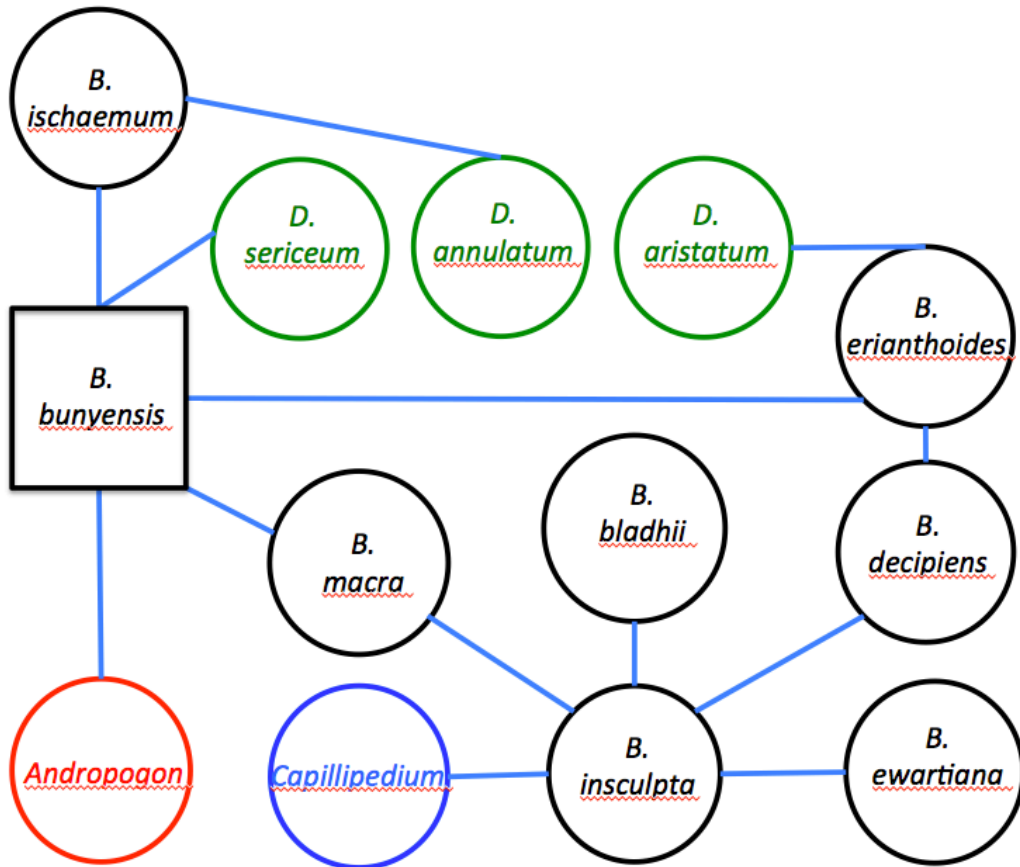 B.
ischaemum
D.
sericeum
D.
annulatum
D.
aristatum
B.
erianthoides
B.
bunyensis
B.
macra
B.
bladhii
B.
decipiens
Andropogon
Capillipedium
B.
insculpta
B.
ewartiana